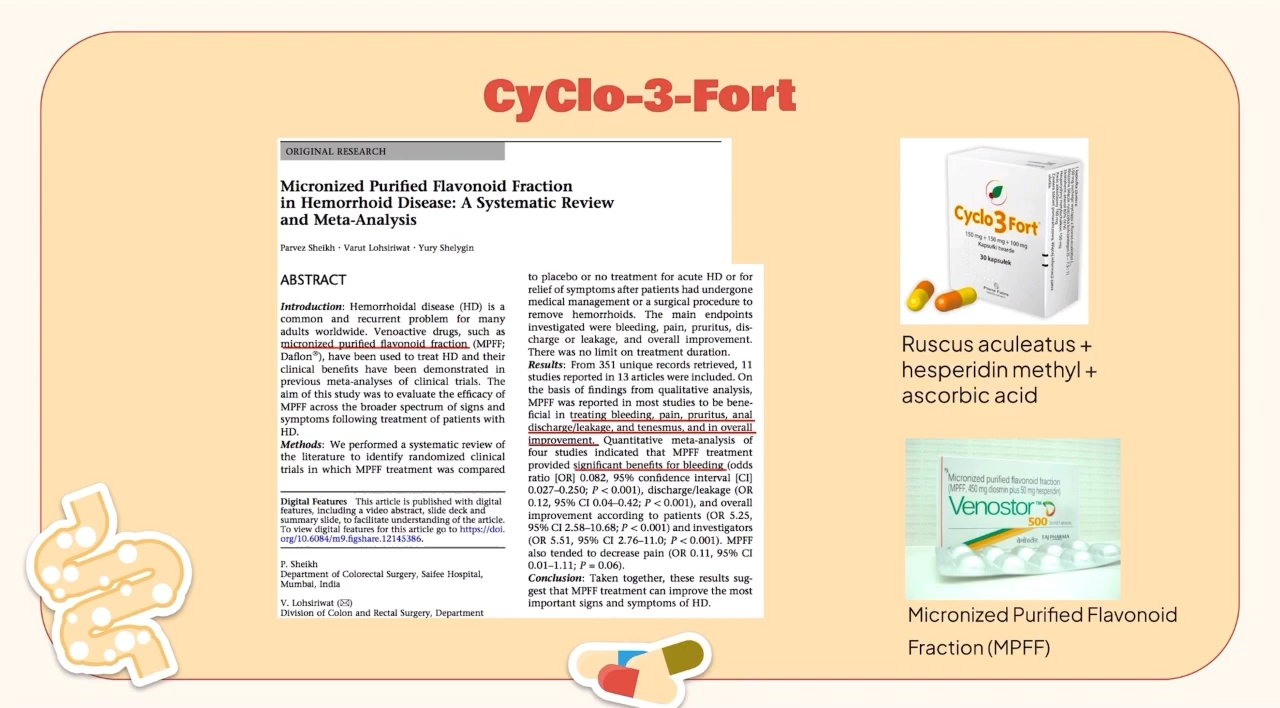 CyClo-3-Fort
ORIGINAL RESEARCH
Micronized Purified Flavonoid Fraction
in Hemorrhoid Disease: A Systematic Review
and Meta-Analysis
Parvez Sheikh · Varut Lohsiriwat · Yury Shelygin
ABSTRACT
Introduction: Hemorrhoidal disease (HD) is a
common and recurrent problem for many
adults worldwide. Venoactive drugs, such as
micronized purified flavonoid fraction (MPFF;
Daflon®), have been used to treat HD and their
clinical benefits have been demonstrated in
previous meta-analyses of clinical trials. The
aim of this study was to evaluate the efficacy of
MPFF across the broader spectrum of signs and
symptoms following treatment of patients with
HD.
Methods: We performed a systematic review of
the literature to identify randomized clinical
trials in which MPFF treatment was compared
Digital Features This article is published with digital
features, including a video abstract, slide deck and
summary slide, to facilitate understanding of the article.
To view digital features for this article go to https://doi.
org/10.6084/m9.figshare.12145386.
P. Sheikh
Department of Colorectal Surgery, Saifee Hospital,
Mumbai, India
V. Lohsiriwat (✉)
Division of Colon and Rectal Surgery, Department
to placebo or no treatment for acute HD or for
relief of symptoms after patients had undergone
medical management or a surgical procedure to
remove hemorrhoids. The main endpoints
investigated were bleeding, pain, pruritus, dis-
charge or leakage, and overall improvement.
There was no limit on treatment duration.
Results: From 351 unique records retrieved, 11
studies reported in 13 articles were included. On
the basis of findings from qualitative analysis,
MPFF was reported in most studies to be bene-
ficial in treating bleeding, pain, pruritus, anal
discharge/leakage, and tenesmus, and in overall
improvement. Quantitative meta-analysis of
four studies indicated that MPFF treatment
provided significant benefits for bleeding (odds
ratio [OR] 0.082, 95% confidence interval [CI]
0.027–0.250; P < 0.001), discharge/leakage (OR
0.12, 95% CI 0.04–0.42; P < 0.001), and overall
improvement according to patients (OR 5.25,
95% CI 2.58–10.68; P < 0.001) and investigators
(OR 5.51, 95% CI 2.76–11.0; P < 0.001). MPFF
also tended to decrease pain (OR 0.11, 95% CI
0.01–1.11; P = 0.06).
Conclusion: Taken together, these results sug-
gest that MPFF treatment can improve the most
important signs and symptoms of HD.
Cyclo3Fort®
150 mg + 150 mg + 100 mg
Kapsułki twarde
30 kapsułek
Pierre Fabre
Ruscus aculeatus +
hesperidin methyl +
ascorbic acid
Micronized purified flavonoid fraction
(MPFF, 450 mg diosmin plus 50 mg hesperidin)
Venostor™
500
Micronized Purified Flavonoid
Fraction (MPFF)